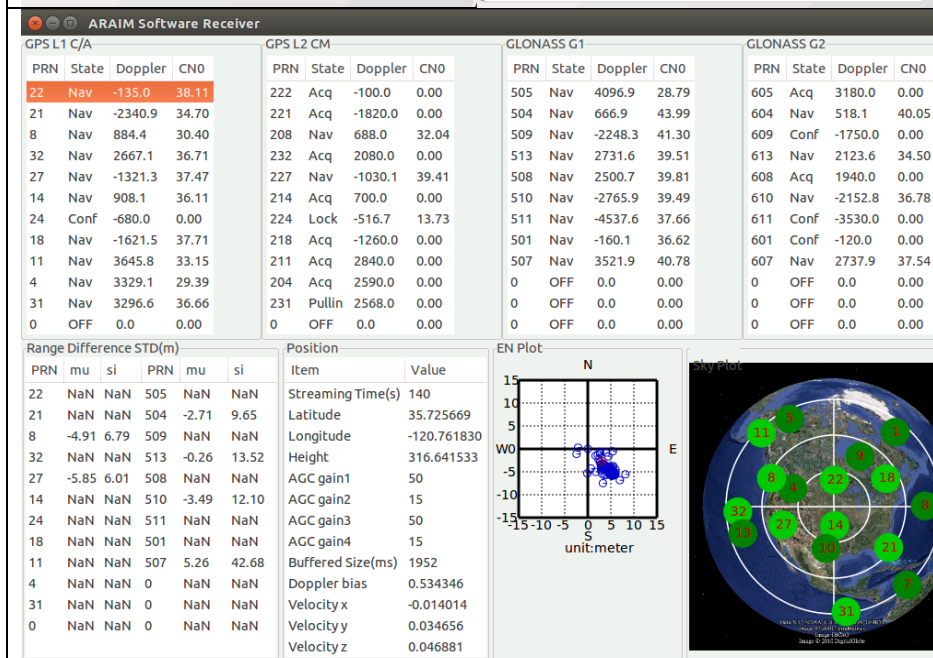 ARAIM Software Receiver
GPS L1 C/A GPS L2 CM GLONASS G1 GLONASS G2
PRN State Doppler CN0 PRN State Doppler CN0 PRN State Doppler CN0 PRN State Doppler CN0
22 Nav -135.0 38.11 222 Acq -100.0 0.00 505 Nav 4096.9 28.79 605 Acq 3180.0 0.00
21 Nav -2340.9 34.70 221 Acq -1820.0 0.00 504 Nav 666.9 43.99 604 Nav 518.1 40.05
8 Nav 884.4 30.40 208 Nav 688.0 32.04 509 Nav -2248.3 41.30 609 Conf -1750.0 0.00
32 Nav 2667.1 36.71 232 Acq 2080.0 0.00 513 Nav 2731.6 39.51 613 Nav 2123.6 34.50
27 Nav -1321.3 37.47 227 Nav -1030.1 39.41 508 Nav 2500.7 39.81 608 Acq 1940.0 0.00
14 Nav 908.1 36.11 214 Acq 700.0 0.00 510 Nav -2765.9 39.49 610 Nav -2152.8 36.78
24 Conf -680.0 0.00 224 Lock -516.7 13.73 511 Nav -4537.6 37.66 611 Conf -3530.0 0.00
18 Nav -1621.5 37.71 218 Acq -1260.0 0.00 501 Nav -160.1 36.62 601 Conf -120.0 0.00
11 Nav 3645.8 33.15 211 Acq 2840.0 0.00 507 Nav 3521.9 40.78 607 Nav 2737.9 37.54
4 Nav 3329.1 29.39 204 Acq 2590.0 0.00 0 OFF 0.0 0.00 0 OFF 0.0 0.00
31 Nav 3296.6 36.66 231 Pullin 2568.0 0.00 0 OFF 0.0 0.00 0 OFF 0.0 0.00
0 OFF 0.0 0.00 0 OFF 0.0 0.00 0 OFF 0.0 0.00 0 OFF 0.0 0.00
Range Difference STD(m)
PRN mu si PRN mu si
22 NaN NaN 505 NaN NaN
21 NaN NaN 504 -2.71 9.65
8 -4.91 6.79 509 NaN NaN
32 NaN NaN 513 -0.26 13.52
27 -5.85 6.01 508 NaN NaN
14 NaN NaN 510 -3.49 12.10
24 NaN NaN 511 NaN NaN
18 NaN NaN 501 NaN NaN
11 NaN NaN 507 5.26 42.68
4 NaN NaN 0 NaN NaN
31 NaN NaN 0 NaN NaN
0 NaN NaN 0 NaN NaN
Position
Item Value
Streaming Time(s) 140
Latitude 35.725669
Longitude -120.761830
Height 316.641533
AGC gain1 50
AGC gain2 15
AGC gain3 50
AGC gain4 15
Buffered Size(ms) 1952
Doppler bias 0.534346
Velocity x -0.014014
Velocity y 0.034656
Velocity z 0.046881
EN Plot
N
15
10
5
W0 E
-5
-10
-15
-15 -10 -5 0 5 10 15
S
unit:meter
Sky Plot
5
11 1
9
8 4 22 18
32 8
13 27 14
10 21
7
31